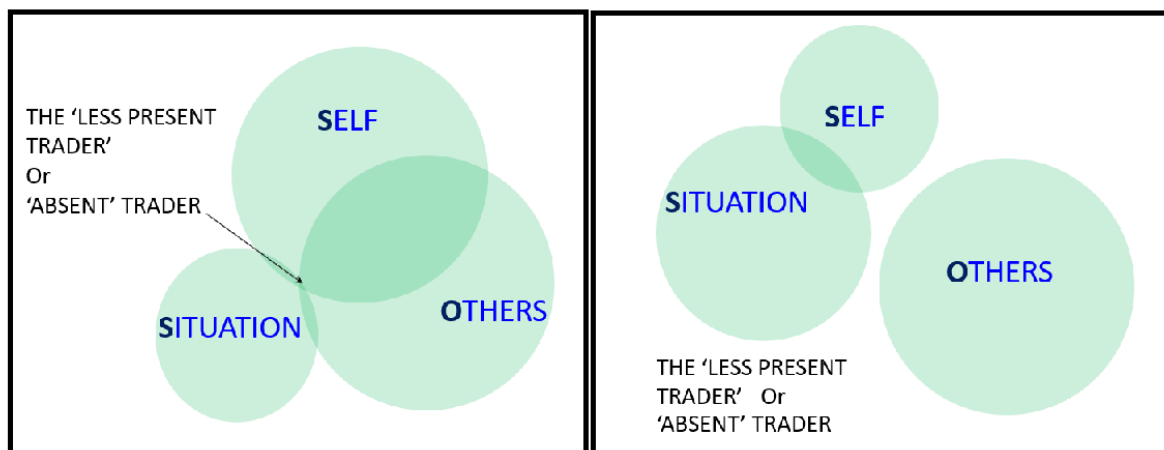 THE ‘LESS PRESENT
TRADER’
Or
‘ABSENT’ TRADER
SELF
SITUATION
OTHERS
SELF
SITUATION
OTHERS
THE ‘LESS PRESENT
TRADER’ Or
‘ABSENT’ TRADER